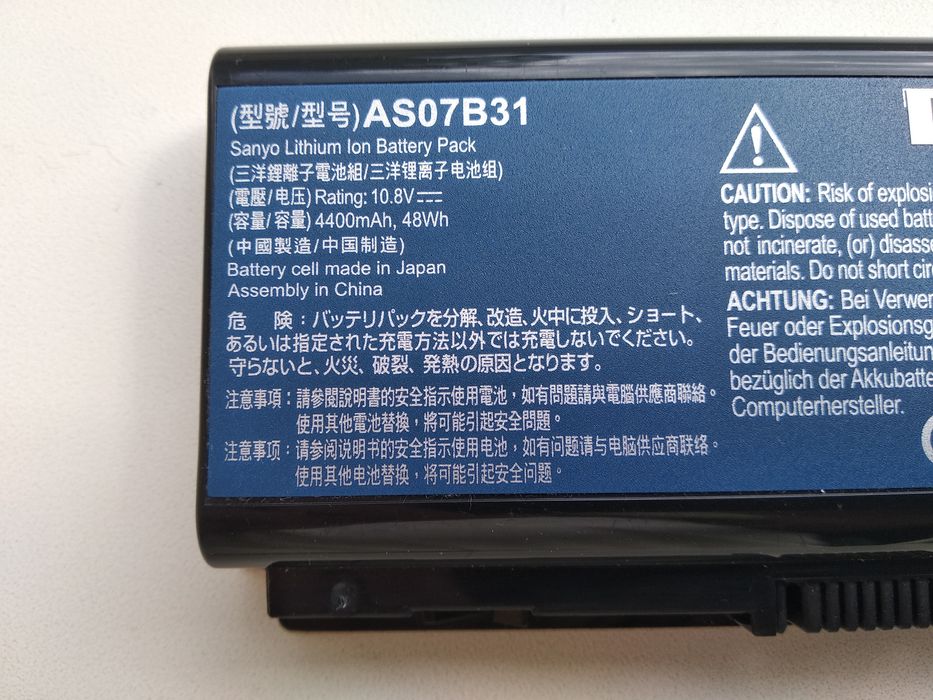 (型號/型号)AS07B31
Sanyo Lithium Ion Battery Pack
(三洋鋰離子電池組/三洋锂离子电池组)
(電壓/电压) Rating: 10.8V
(容量/容量) 4400mAh, 48Wh
(中國製造/中国制造)
Battery cell made in Japan
Assembly in China
危 険：バッテリパックを分解、改造、火中に投入、ショート、
あるいは指定された充電方法以外では充電しないでください。
守らないと、火災、破裂、発熱の原因となります。
注意事項：請參閱說明書的安全指示使用電池，如有問題請與電腦供應商聯絡。
使用其他電池替換，將可能引起安全問題。
注意事项：请参阅说明书的安全指示使用电池，如有问题请与电脑供应商联络。
使用其他电池替换，将可能引起安全问题。
CAUTION: Risk of explosi
type. Dispose of used batt
not incinerate, (or) disasse
materials. Do not short circ
ACHTUNG: Bei Verwen
Feuer oder Explosionsg
der Bedienungsanleitun
bezüglich der Akkubatte
Computerhersteller.